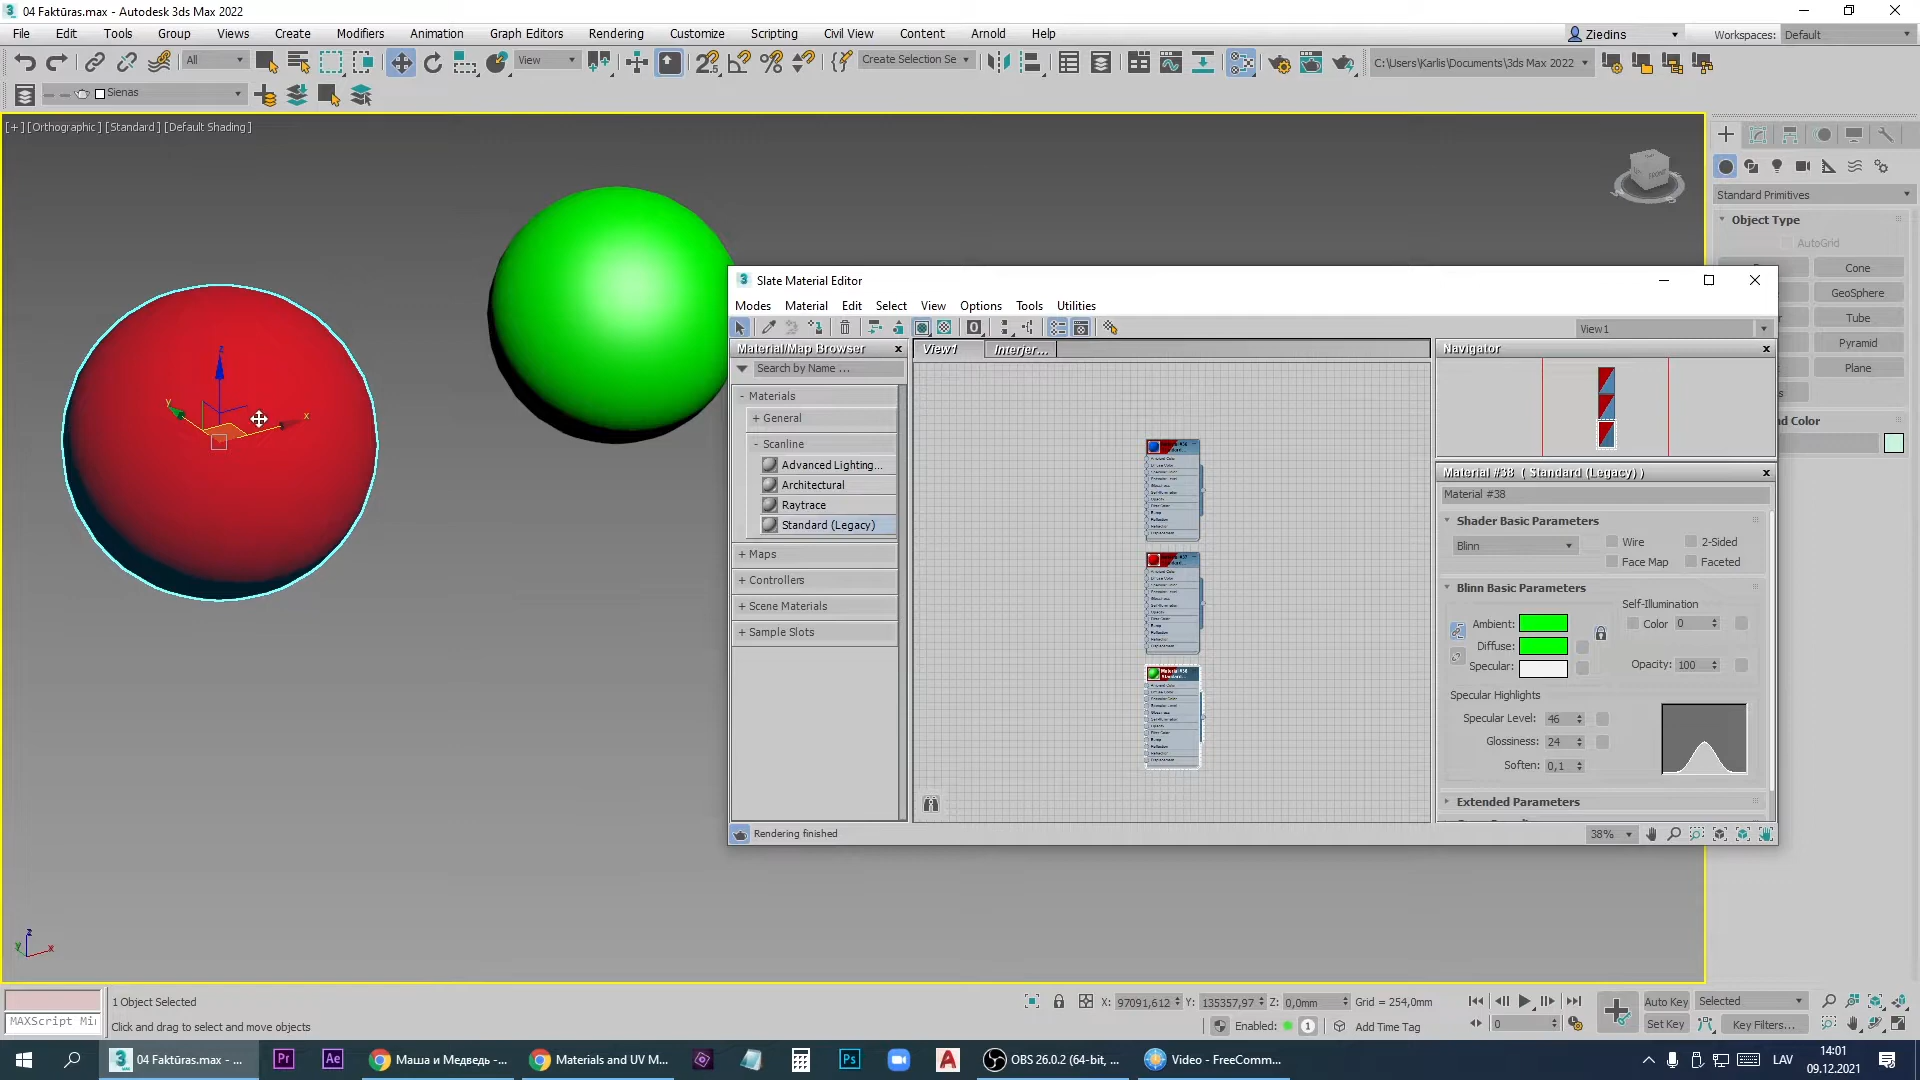 04 Faktūras.max - Autodesk 3ds Max 2022
File Edit Tools Group Views Create Modifiers Animation Graph Editors Rendering Customize Scripting Civil View Content Arnold Help
Ziedins
Workspaces: Default
All
View
Create Selection Se
C:\Users\Karlis\Documents\3ds Max 2022
Sienas
[+] [Orthographic] [Standard] [Default Shading]
FRONT
Standard Primitives
Object Type
AutoGrid
Cone
GeoSphere
Tube
Pyramid
Plane
nd Color
z
y
x
Slate Material Editor
Modes Material Edit Select View Options Tools Utilities
View1
Material/Map Browser
Search by Name ...
- Materials
+ General
- Scanline
Advanced Lighting...
Architectural
Raytrace
Standard (Legacy)
+ Maps
+ Controllers
+ Scene Materials
+ Sample Slots
View1
Interjer...
Navigator
Material #38 ( Standard (Legacy) )
Material #38
Shader Basic Parameters
Blinn
Wire
2-Sided
Face Map
Faceted
Blinn Basic Parameters
Self-Illumination
Ambient:
Color 0
Diffuse:
Specular:
Opacity: 100
Specular Highlights
Specular Level: 46
Glossiness: 24
Soften: 0,1
Extended Parameters
Rendering finished
38%
z
y
x
1 Object Selected
X: 97091,612 Y: 135357,97 Z: 0,0mm Grid = 254,0mm
Auto Key
Selected
MAXScript Mi
Click and drag to select and move objects
Enabled:
1
Add Time Tag
0
Set Key
Key Filters...
04 Faktūras.max - ...
Pr
Ae
Маша и Медведь -...
Materials and UV M...
Ps
A
OBS 26.0.2 (64-bit, ...
Video - FreeComm...
LAV
14:01
09.12.2021